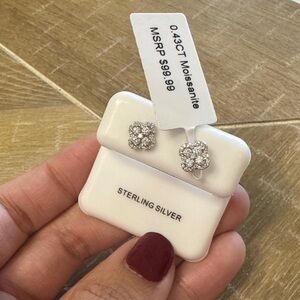 0.43CT Moissanite
MSRP $99.99
STERLING SILVER